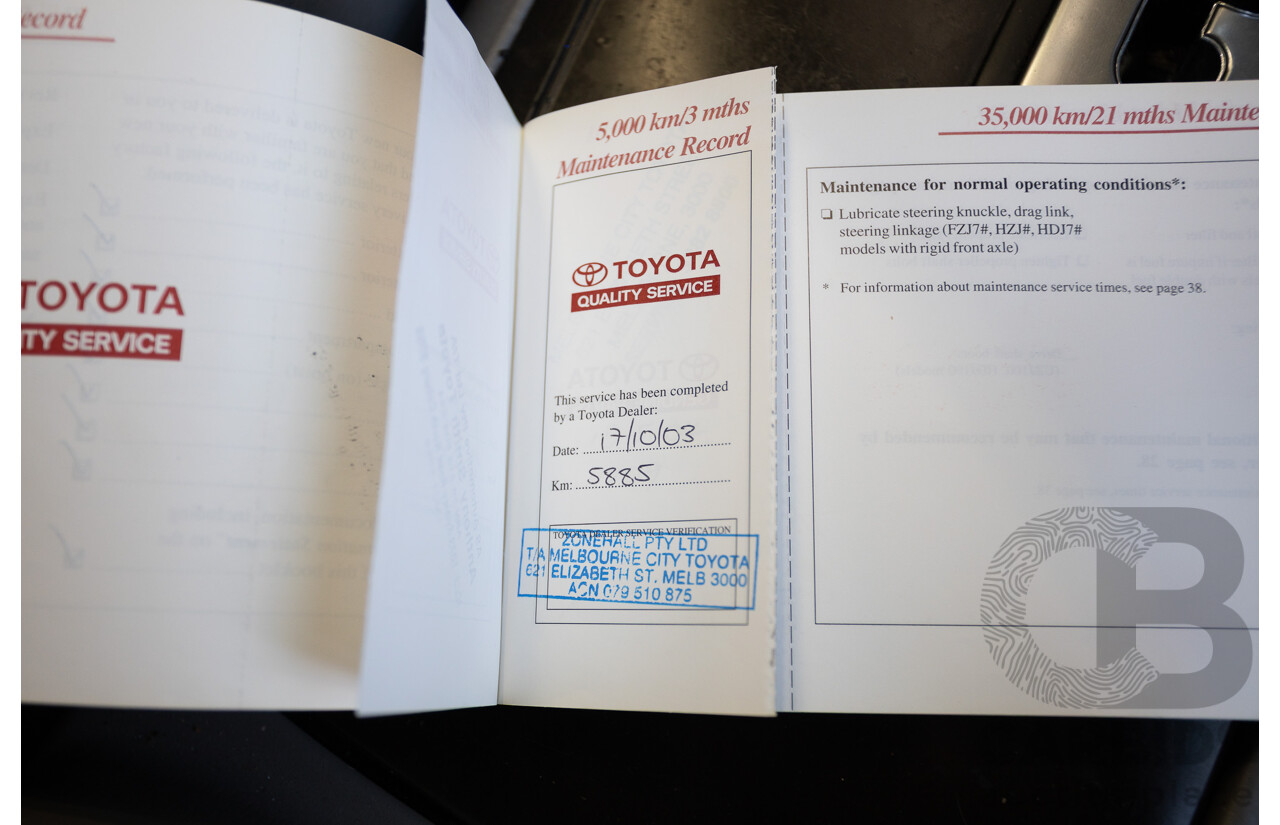 ecord
TOYOTA
TY SERVICE
5,000 km/3 mths
Maintenance Record
TOYOTA
QUALITY SERVICE
This service has been completed
by a Toyota Dealer:
Date: 17/10/03
Km: 5885
TOYOTA DEALER SERVICE VERIFICATION
ZONEHALL PTY LTD
T/A MELBOURNE CITY TOYOTA
621 ELIZABETH ST. MELB 3000
ACN 079 510 875
35,000 km/21 mths Mainte
Maintenance for normal operating conditions*:
❏ Lubricate steering knuckle, drag link,
steering linkage (FZJ7#, HZJ#, HDJ7#
models with rigid front axle)
* For information about maintenance service times, see page 38.